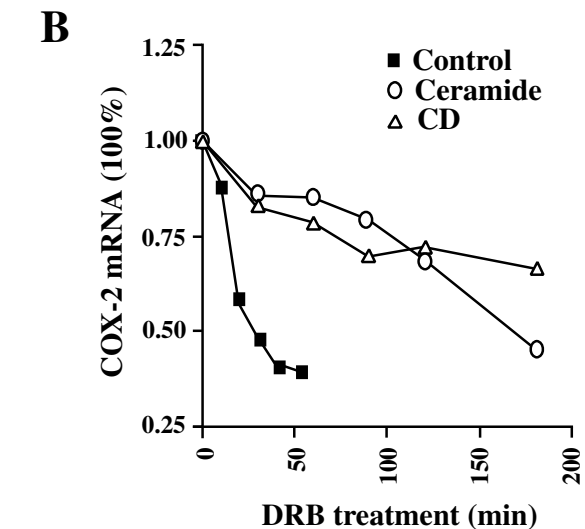 B
1.25
1.00
0.75
0.50
0.25
COX-2 mRNA (100%)
Control
Ceramide
CD
0
50
100
150
200
DRB treatment (min)